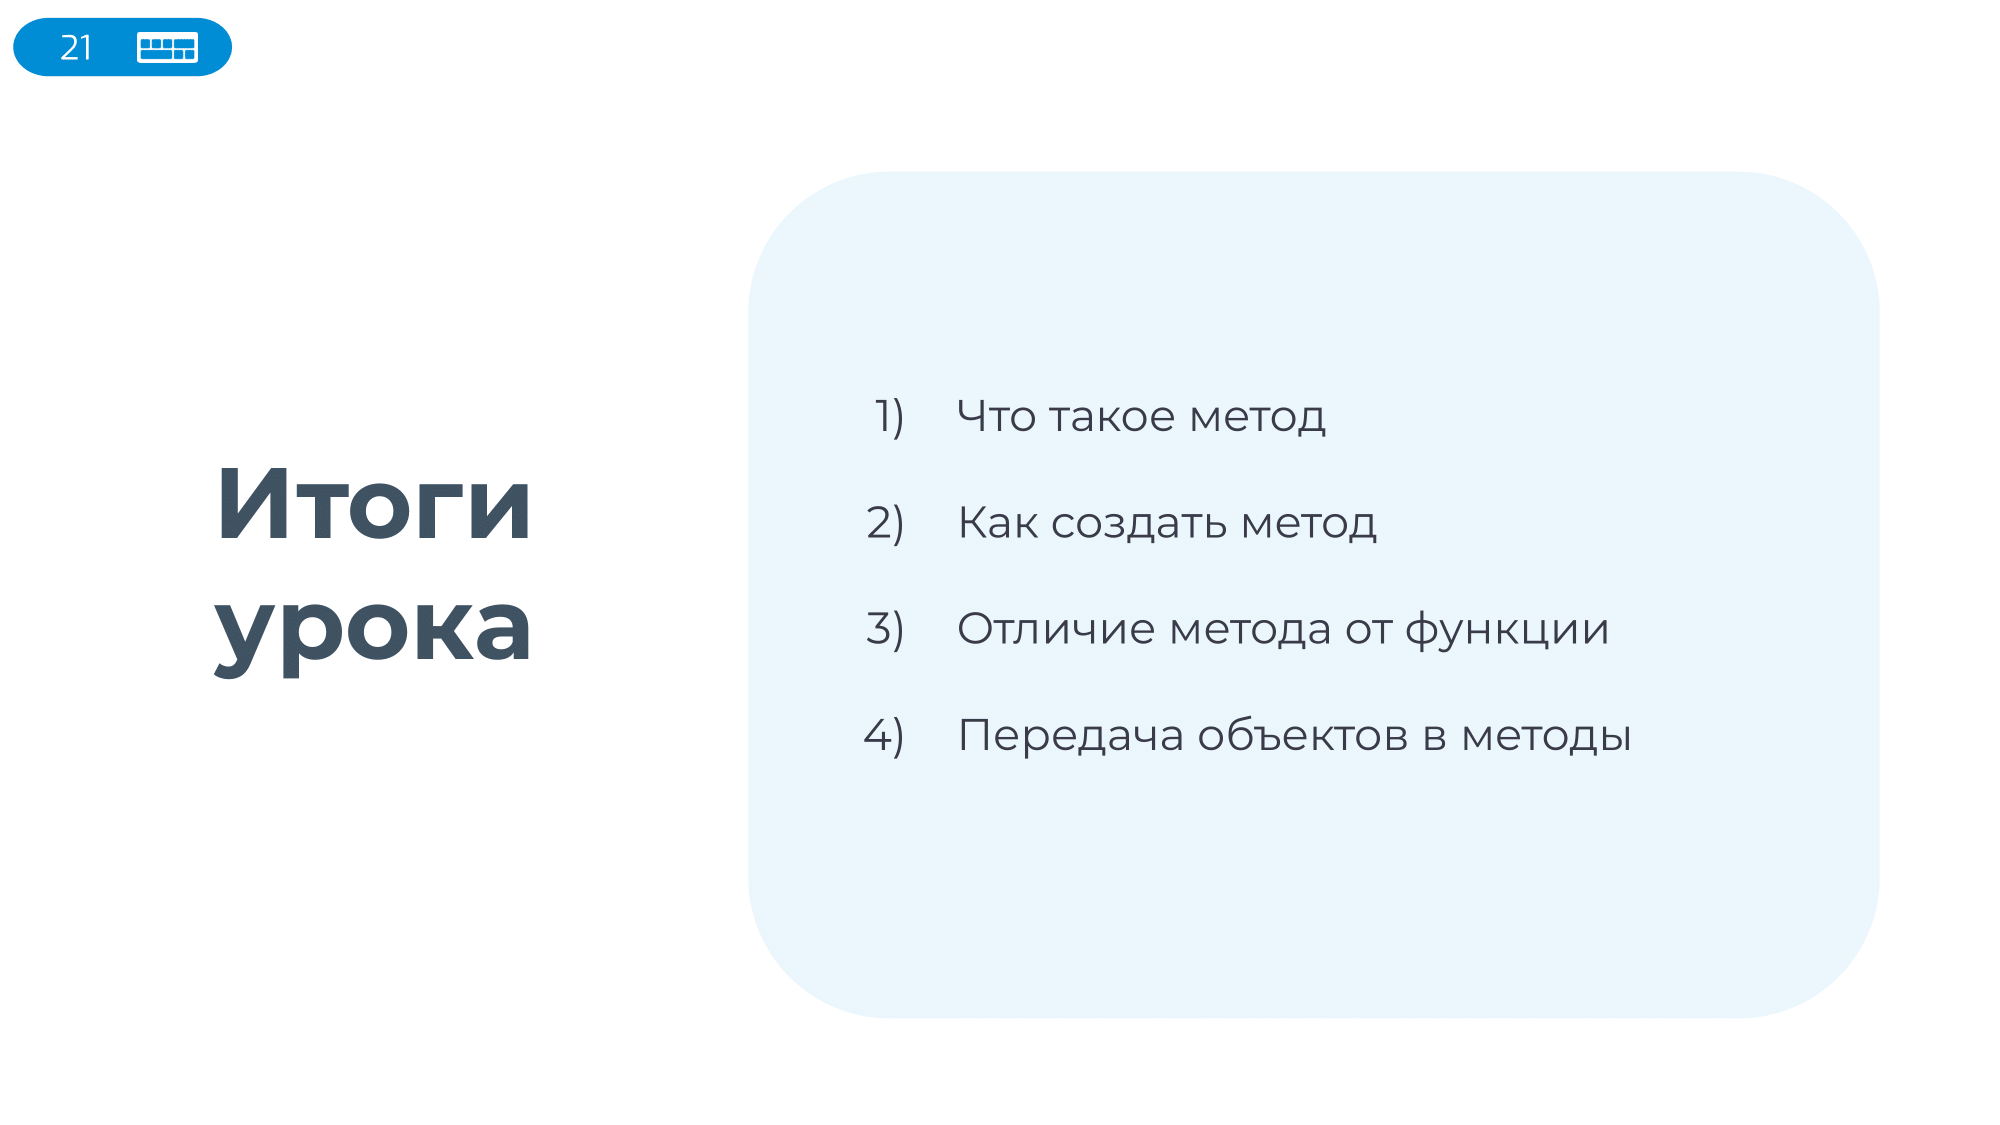 21
Итоги
урока
1) Что такое метод
2) Как создать метод
3) Отличие метода от функции
4) Передача объектов в методы